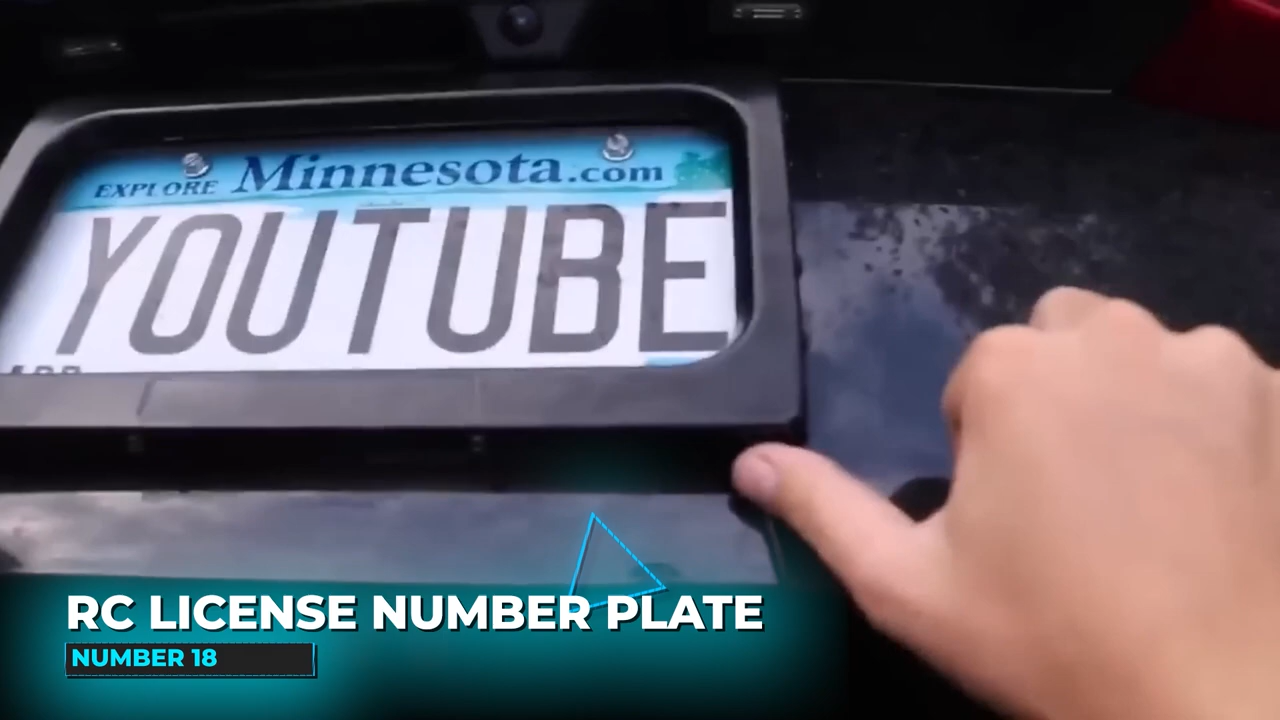 EXPLORE Minnesota.com
YOUTUBE
RC LICENSE NUMBER PLATE
NUMBER 18